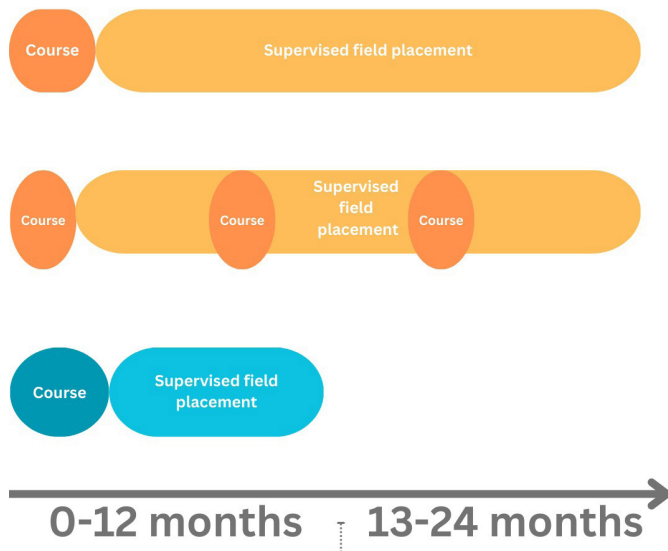 Course
Supervised field placement
Course
Course
Supervised
field
placement
Course
Course
Supervised field
placement
0-12 months
13-24 months